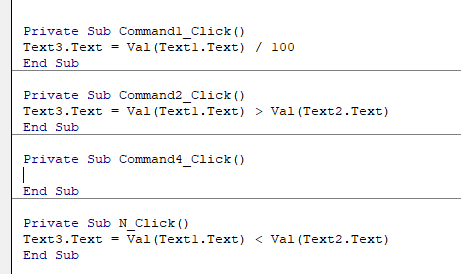 Private Sub Command1_Click()
Text3.Text = Val(Text1.Text) / 100
End Sub
Private Sub Command2_Click()
Text3.Text = Val(Text1.Text) > Val(Text2.Text)
End Sub
Private Sub Command4_Click()
End Sub
Private Sub N_Click()
Text3.Text = Val(Text1.Text) < Val(Text2.Text)
End Sub